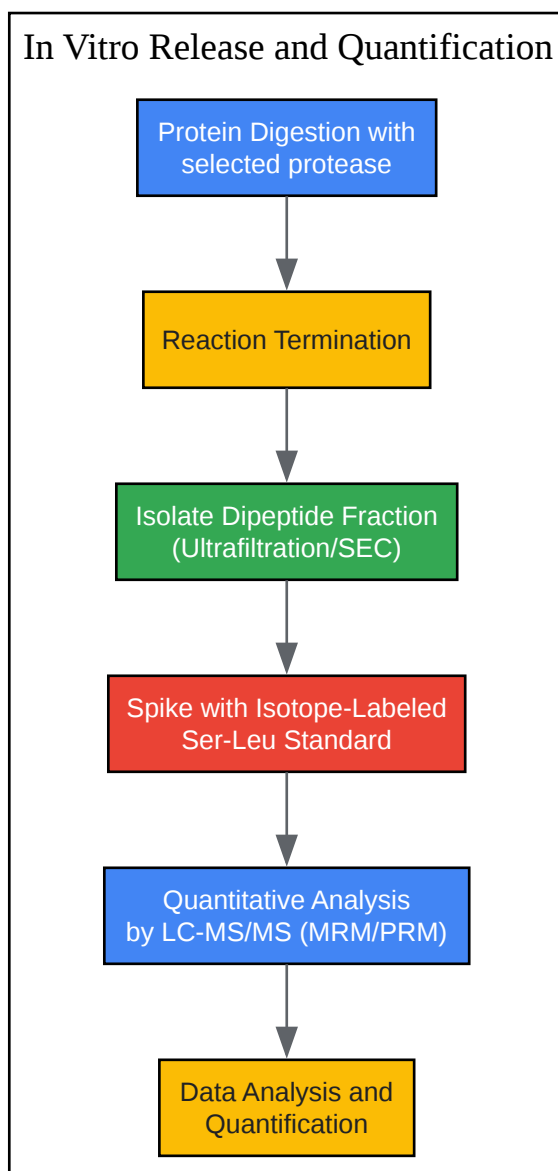 In Vitro Release and Quantification
Protein Digestion with
selected protease
Reaction Termination
Isolate Dipeptide Fraction
(Ultrafiltration/SEC)
Spike with Isotope-Labeled
Ser-Leu Standard
Quantitative Analysis
by LC-MS/MS (MRM/PRM)
Data Analysis and
Quantification